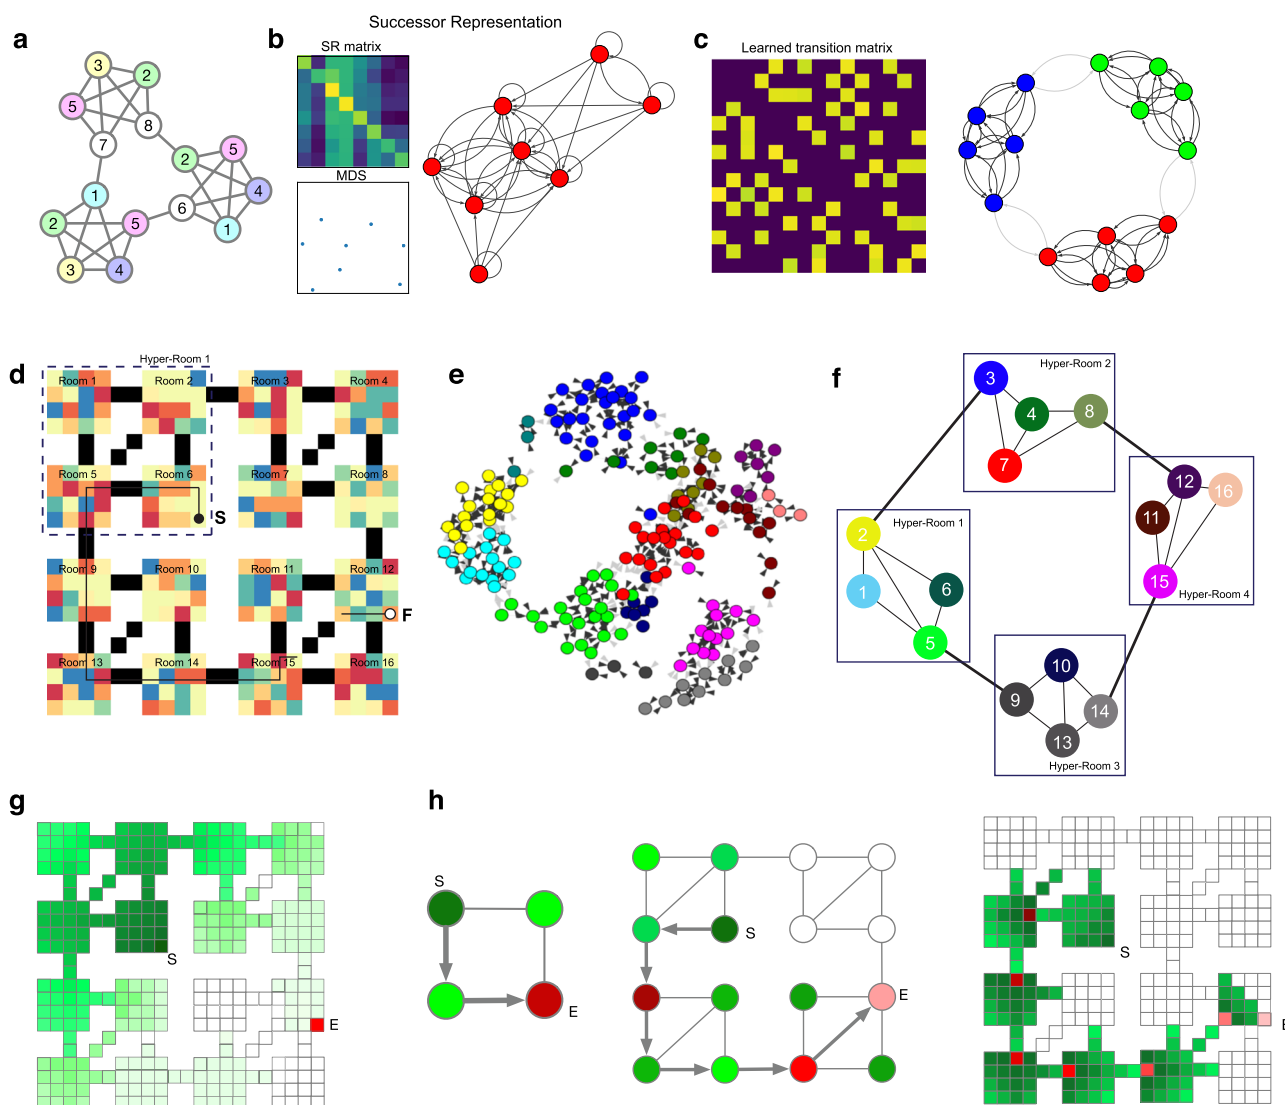 Successor Representation
a
3
2
5
8
7
2
5
4
1
6
1
2
5
3
4
b
SR matrix
MDS
c
Learned transition matrix
d
Hyper-Room 1
Room 1
Room 2
Room 3
Room 4
Room 5
Room 6
Room 7
Room 8
S
Room 9
Room 10
Room 11
Room 12
F
Room 13
Room 14
Room 15
Room 16
e
f
Hyper-Room 2
3
4
8
7
12
16
11
15
Hyper-Room 4
Hyper-Room 1
2
1
6
5
10
9
14
13
Hyper-Room 3
g
S
E
h
S
E
S
E
S
E